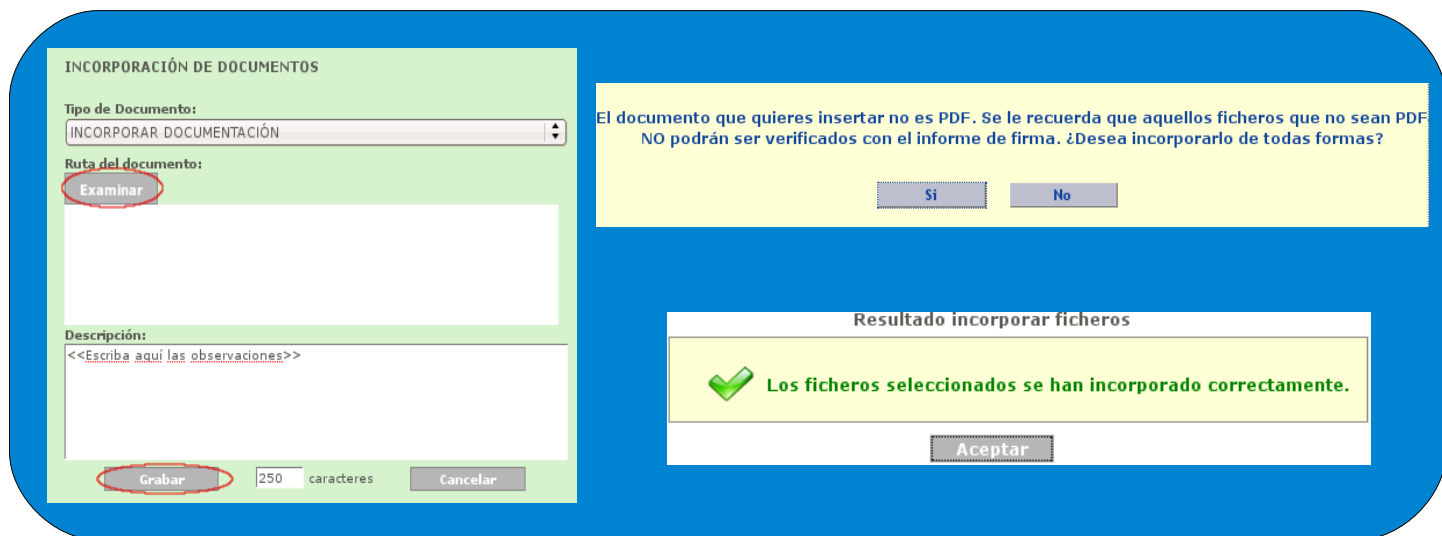 INCORPORACIÓN DE DOCUMENTOS
Tipo de Documento:
INCORPORAR DOCUMENTACIÓN
Ruta del documento:
Examinar
Descripción:
<<Escriba aquí las observaciones>>
Grabar 250 caracteres Cancelar
El documento que quieres insertar no es PDF. Se le recuerda que aquellos ficheros que no sean PDF
NO podrán ser verificados con el informe de firma. ¿Desea incorporarlo de todas formas?
Si No
Resultado incorporar ficheros
Los ficheros seleccionados se han incorporado correctamente.
Aceptar